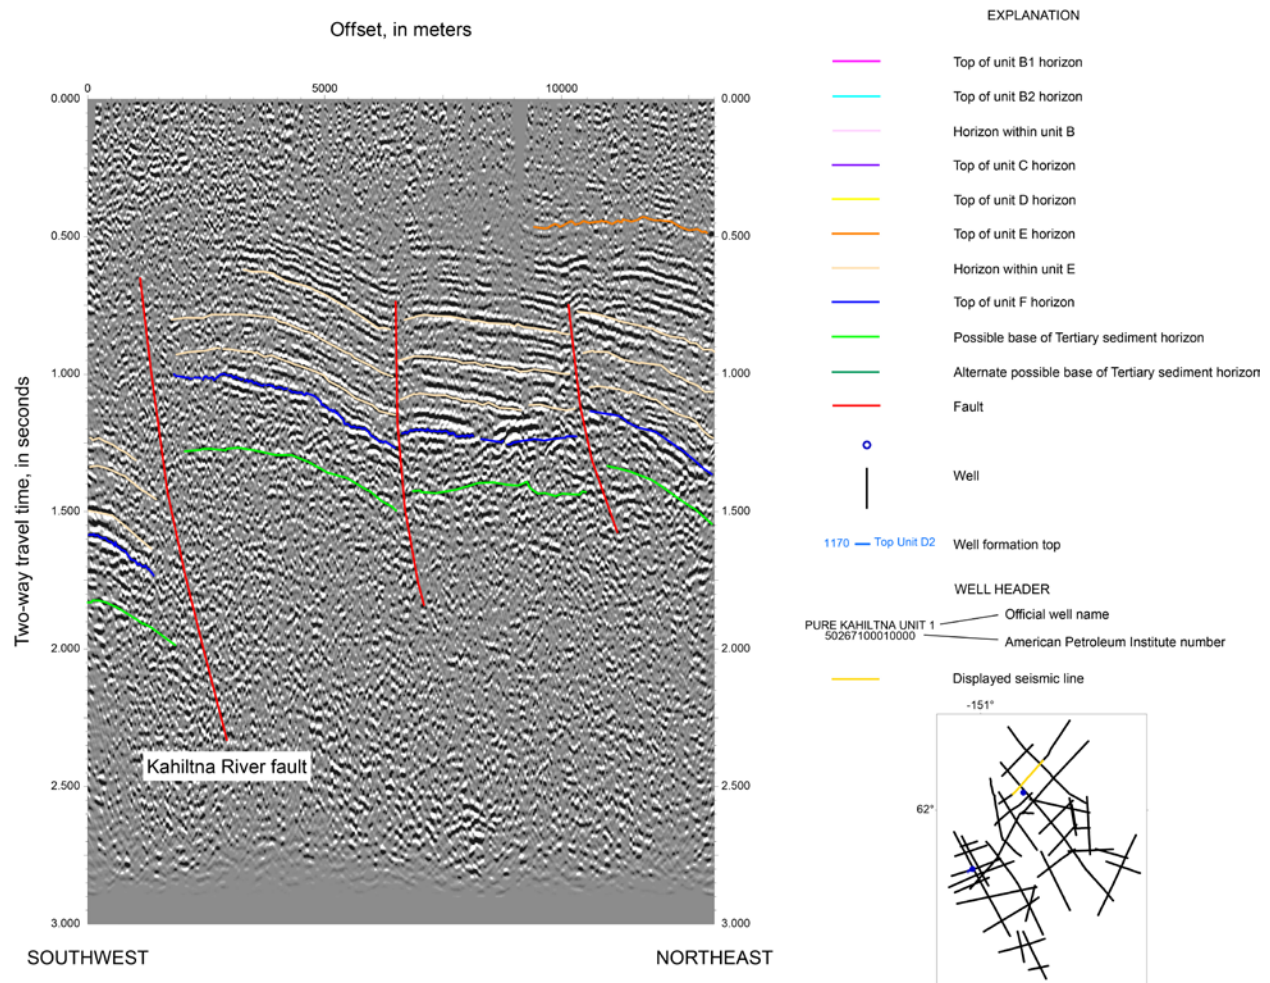 Offset, in meters
0
5000
10000
0.000
0.500
1.000
1.500
2.000
2.500
3.000
0.000
0.500
1.000
1.500
2.000
2.500
3.000
Two-way travel time, in seconds
Kahiltna River fault
SOUTHWEST
NORTHEAST
EXPLANATION
Top of unit B1 horizon
Top of unit B2 horizon
Horizon within unit B
Top of unit C horizon
Top of unit D horizon
Top of unit E horizon
Horizon within unit E
Top of unit F horizon
Possible base of Tertiary sediment horizon
Alternate possible base of Tertiary sediment horizon
Fault
Well
1170 Top Unit D2 Well formation top
WELL HEADER
Official well name
PURE KAHILTNA UNIT 1
50267100010000
American Petroleum Institute number
Displayed seismic line
-151°
62°